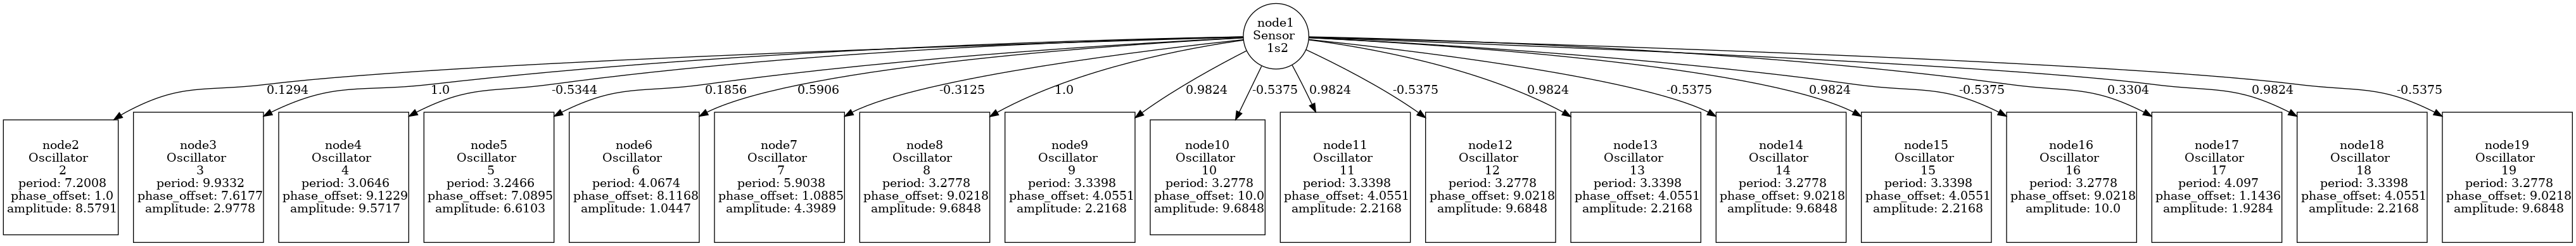 node1
Sensor
1s2
0.1294
1.0
-0.5344
0.1856
0.5906
-0.3125
1.0
0.9824
-0.5375
0.9824
-0.5375
0.9824
-0.5375
0.9824
-0.5375
0.3304
0.9824
-0.5375
node2
Oscillator
2
period: 7.2008
phase_offset: 1.0
amplitude: 8.5791
node3
Oscillator
3
period: 9.9332
phase_offset: 7.6177
amplitude: 2.9778
node4
Oscillator
4
period: 3.0646
phase_offset: 9.1229
amplitude: 9.5717
node5
Oscillator
5
period: 3.2466
phase_offset: 7.0895
amplitude: 6.6103
node6
Oscillator
6
period: 4.0674
phase_offset: 8.1168
amplitude: 1.0447
node7
Oscillator
7
period: 5.9038
phase_offset: 1.0885
amplitude: 4.3989
node8
Oscillator
8
period: 3.2778
phase_offset: 9.0218
amplitude: 9.6848
node9
Oscillator
9
period: 3.3398
phase_offset: 4.0551
amplitude: 2.2168
node10
Oscillator
10
period: 3.2778
phase_offset: 10.0
amplitude: 9.6848
node11
Oscillator
11
period: 3.3398
phase_offset: 4.0551
amplitude: 2.2168
node12
Oscillator
12
period: 3.2778
phase_offset: 9.0218
amplitude: 9.6848
node13
Oscillator
13
period: 3.3398
phase_offset: 4.0551
amplitude: 2.2168
node14
Oscillator
14
period: 3.2778
phase_offset: 9.0218
amplitude: 9.6848
node15
Oscillator
15
period: 3.3398
phase_offset: 4.0551
amplitude: 2.2168
node16
Oscillator
16
period: 3.2778
phase_offset: 9.0218
amplitude: 10.0
node17
Oscillator
17
period: 4.097
phase_offset: 1.1436
amplitude: 1.9284
node18
Oscillator
18
period: 3.3398
phase_offset: 4.0551
amplitude: 2.2168
node19
Oscillator
19
period: 3.2778
phase_offset: 9.0218
amplitude: 9.6848